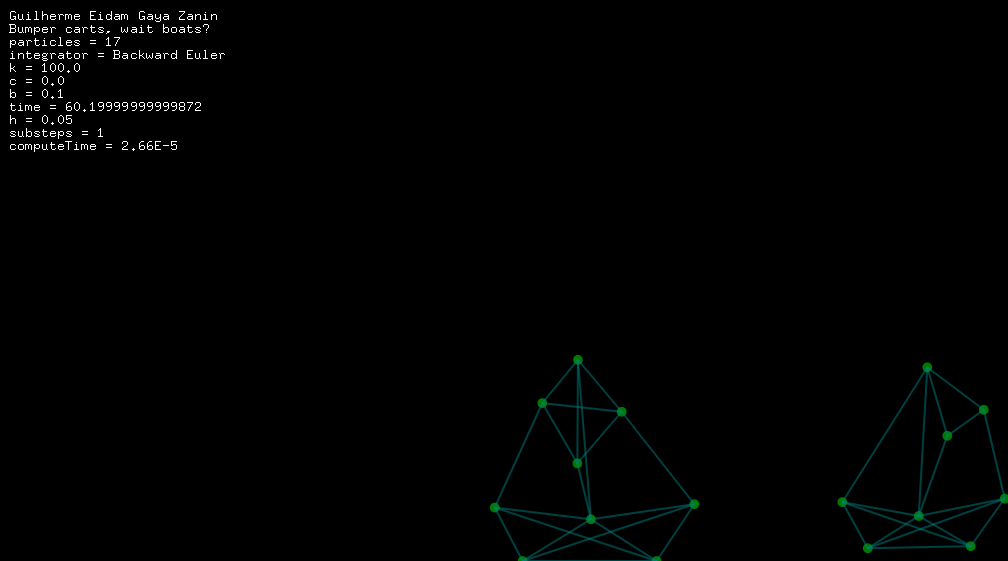 Guilherme Eidam Gaya Zanin
Bumper carts, wait boats?
particles = 17
integrator = Backward Euler
k = 100.0
c = 0.0
b = 0.1
time = 60.19999999999872
h = 0.05
substeps = 1
computeTime = 2.66E-5